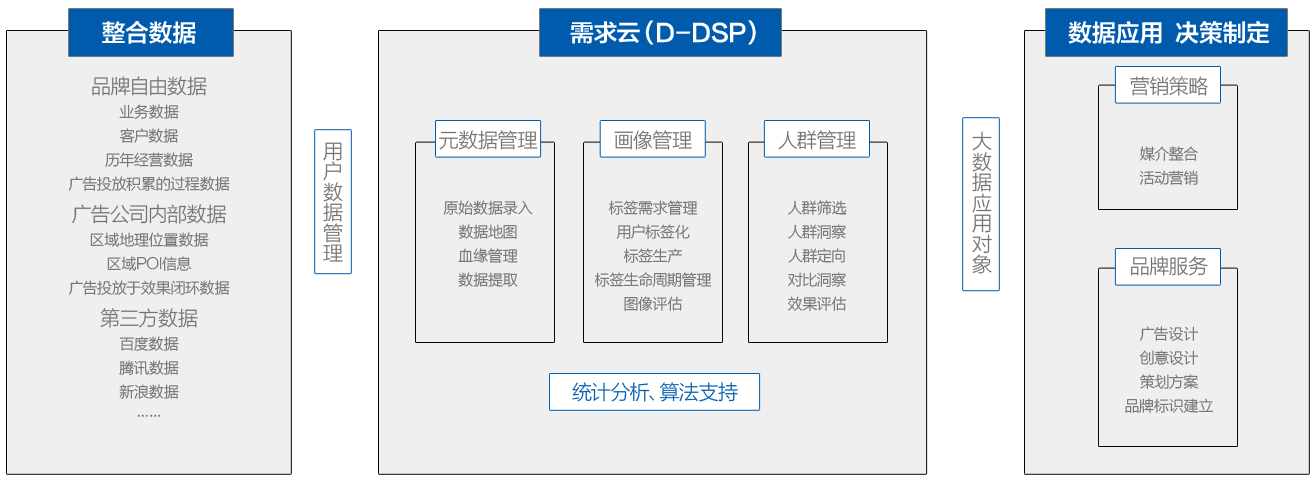 整合数据
品牌自由数据
业务数据
客户数据
历年经营数据
广告投放积累的过程数据
广告公司内部数据
区域地理位置数据
区域POI信息
广告投放于效果闭环数据
第三方数据
百度数据
腾讯数据
新浪数据
……
用户数据管理
需求云(D-DSP)
元数据管理
原始数据录入
数据地图
血缘管理
数据提取
画像管理
标签需求管理
用户标签化
标签生产
标签生命周期管理
图像评估
人群管理
人群筛选
人群洞察
人群定向
对比洞察
效果评估
统计分析、算法支持
大数据应用对象
数据应用 决策制定
营销策略
媒介整合
活动营销
品牌服务
广告设计
创意设计
策划方案
品牌标识建立